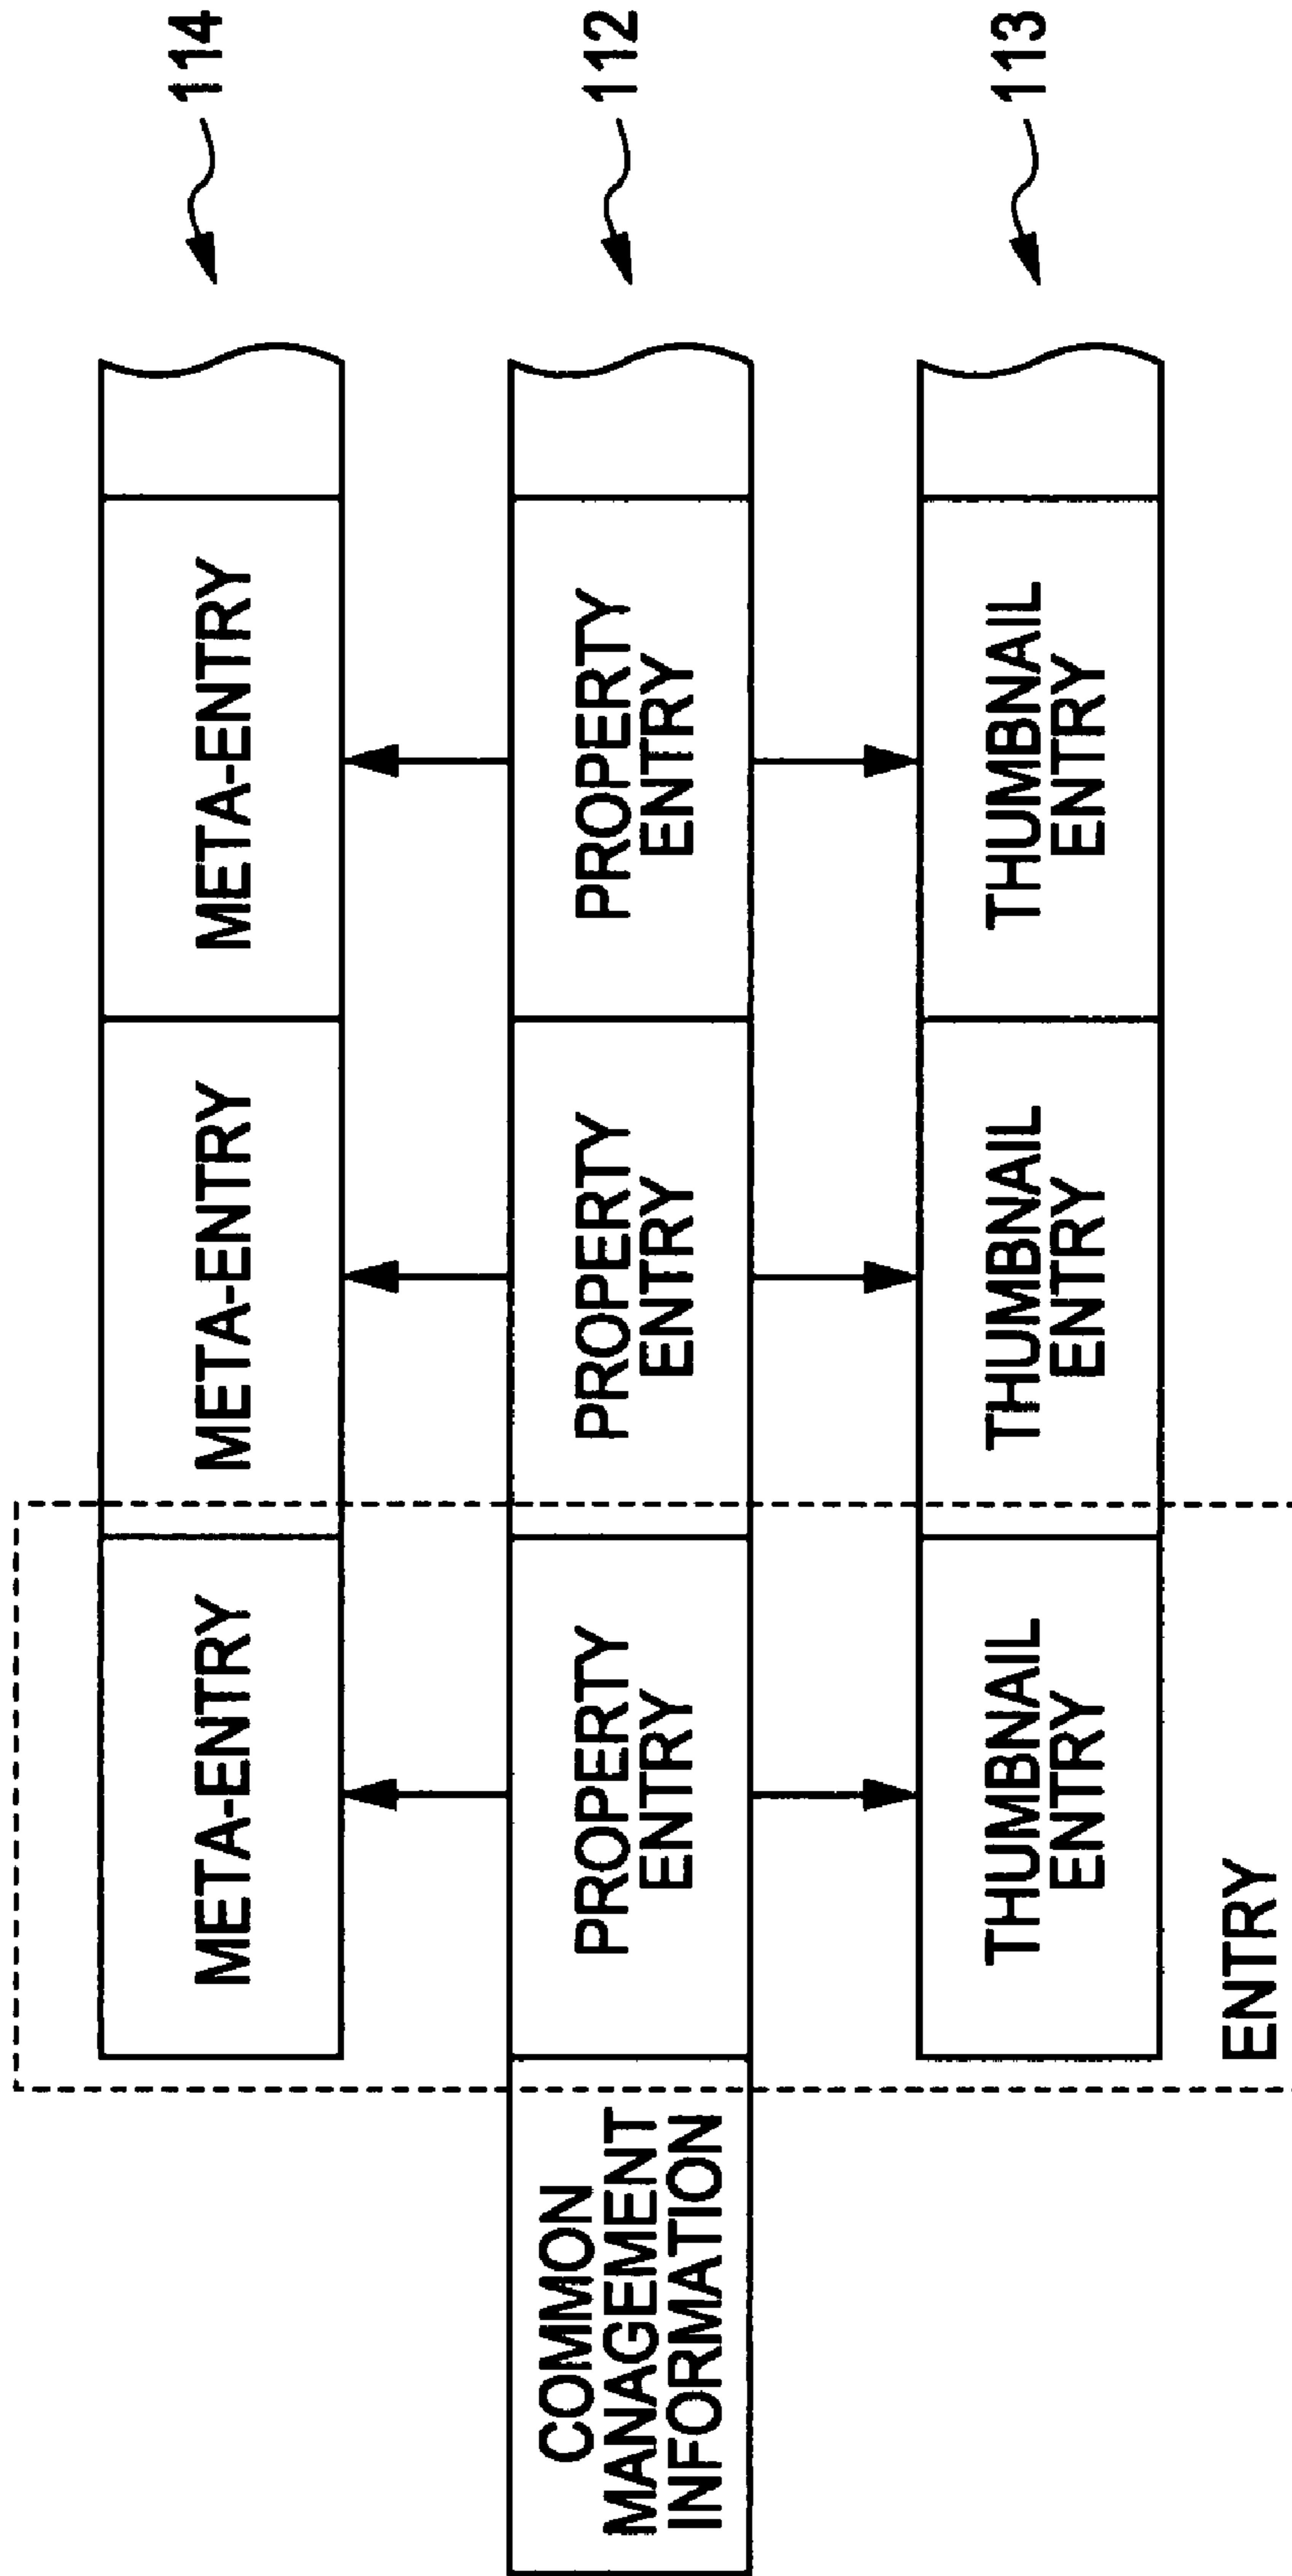 META-ENTRY
META-ENTRY
META-ENTRY
114
COMMON
MANAGEMENT
INFORMATION
PROPERTY
ENTRY
PROPERTY
ENTRY
PROPERTY
ENTRY
112
THUMBNAIL
ENTRY
THUMBNAIL
ENTRY
THUMBNAIL
ENTRY
113
ENTRY